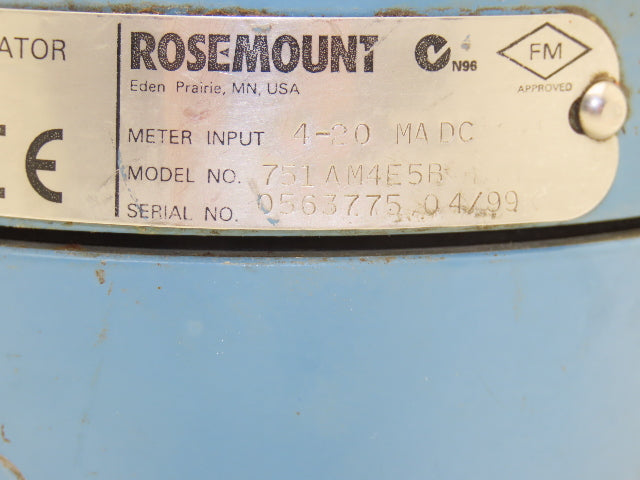 ATOR
ROSEMOUNT
N96
FM
APPROVED
Eden Prairie, MN, USA
METER INPUT 4-20 MA DC
MODEL NO. 751AM4E5B
SERIAL NO. 0563775 04/99
CE